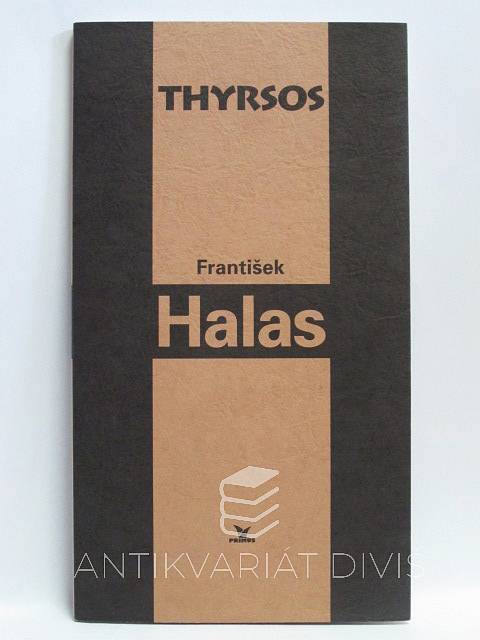 THYRSOS
František
Halas
PRIMUS
ANTIKVARIÁT DIVIS